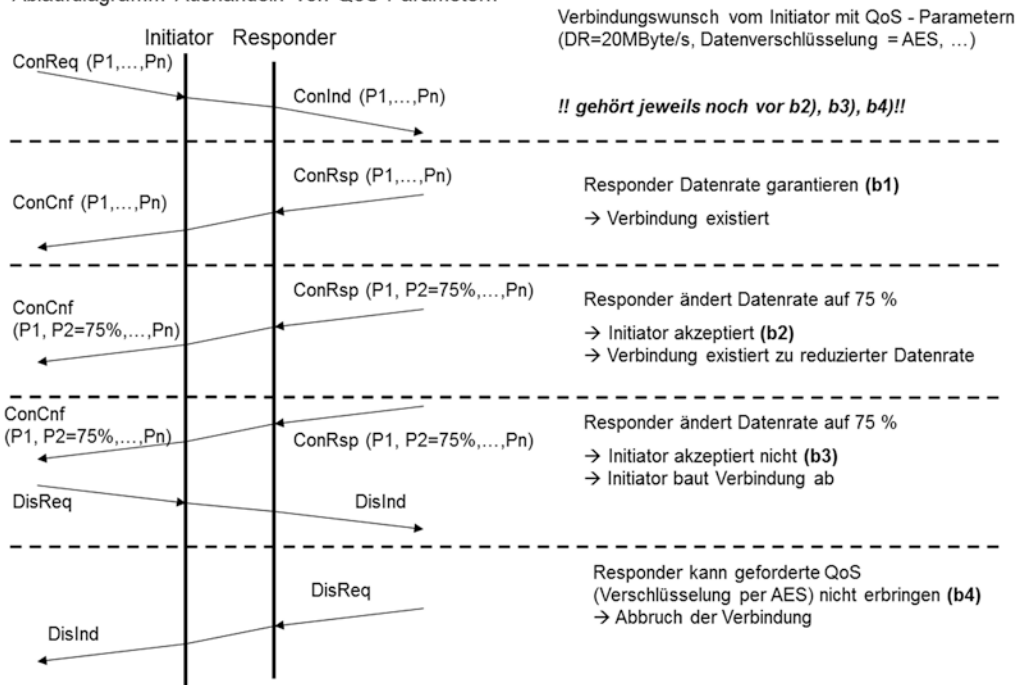 Ablaufdiagramm Aushandeln von QoS Parametern
Verbindungswunsch vom Initiator mit QoS - Parametern
(DR=20MByte/s, Datenverschlüsselung = AES, …)
Initiator Responder
ConReq (P1,…,Pn)
ConInd (P1,…,Pn)
!! gehört jeweils noch vor b2), b3), b4)!!
ConRsp (P1,…,Pn)
ConCnf (P1,…,Pn)
Responder Datenrate garantieren (b1)
→ Verbindung existiert
ConRsp (P1, P2=75%,…,Pn)
ConCnf
(P1, P2=75%,…,Pn)
Responder ändert Datenrate auf 75 %
→ Initiator akzeptiert (b2)
→ Verbindung existiert zu reduzierter Datenrate
ConCnf
(P1, P2=75%,…,Pn)
ConRsp (P1, P2=75%,…,Pn)
Responder ändert Datenrate auf 75 %
→ Initiator akzeptiert nicht (b3)
→ Initiator baut Verbindung ab
DisReq
DisInd
Responder kann geforderte QoS
(Verschlüsselung per AES) nicht erbringen (b4)
→ Abbruch der Verbindung
DisReq
DisInd